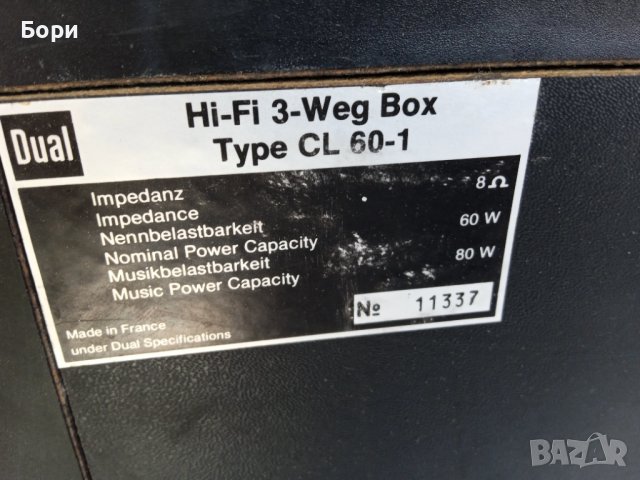 Бори
Dual
Hi-Fi 3-Weg Box
Type CL 60-1
Impedanz
Impedance 8Ω
Nennbelastbarkeit
Nominal Power Capacity 60 W
Musikbelastbarkeit
Music Power Capacity 80 W
№ 11337
Made in France
under Dual Specifications
BAZAR